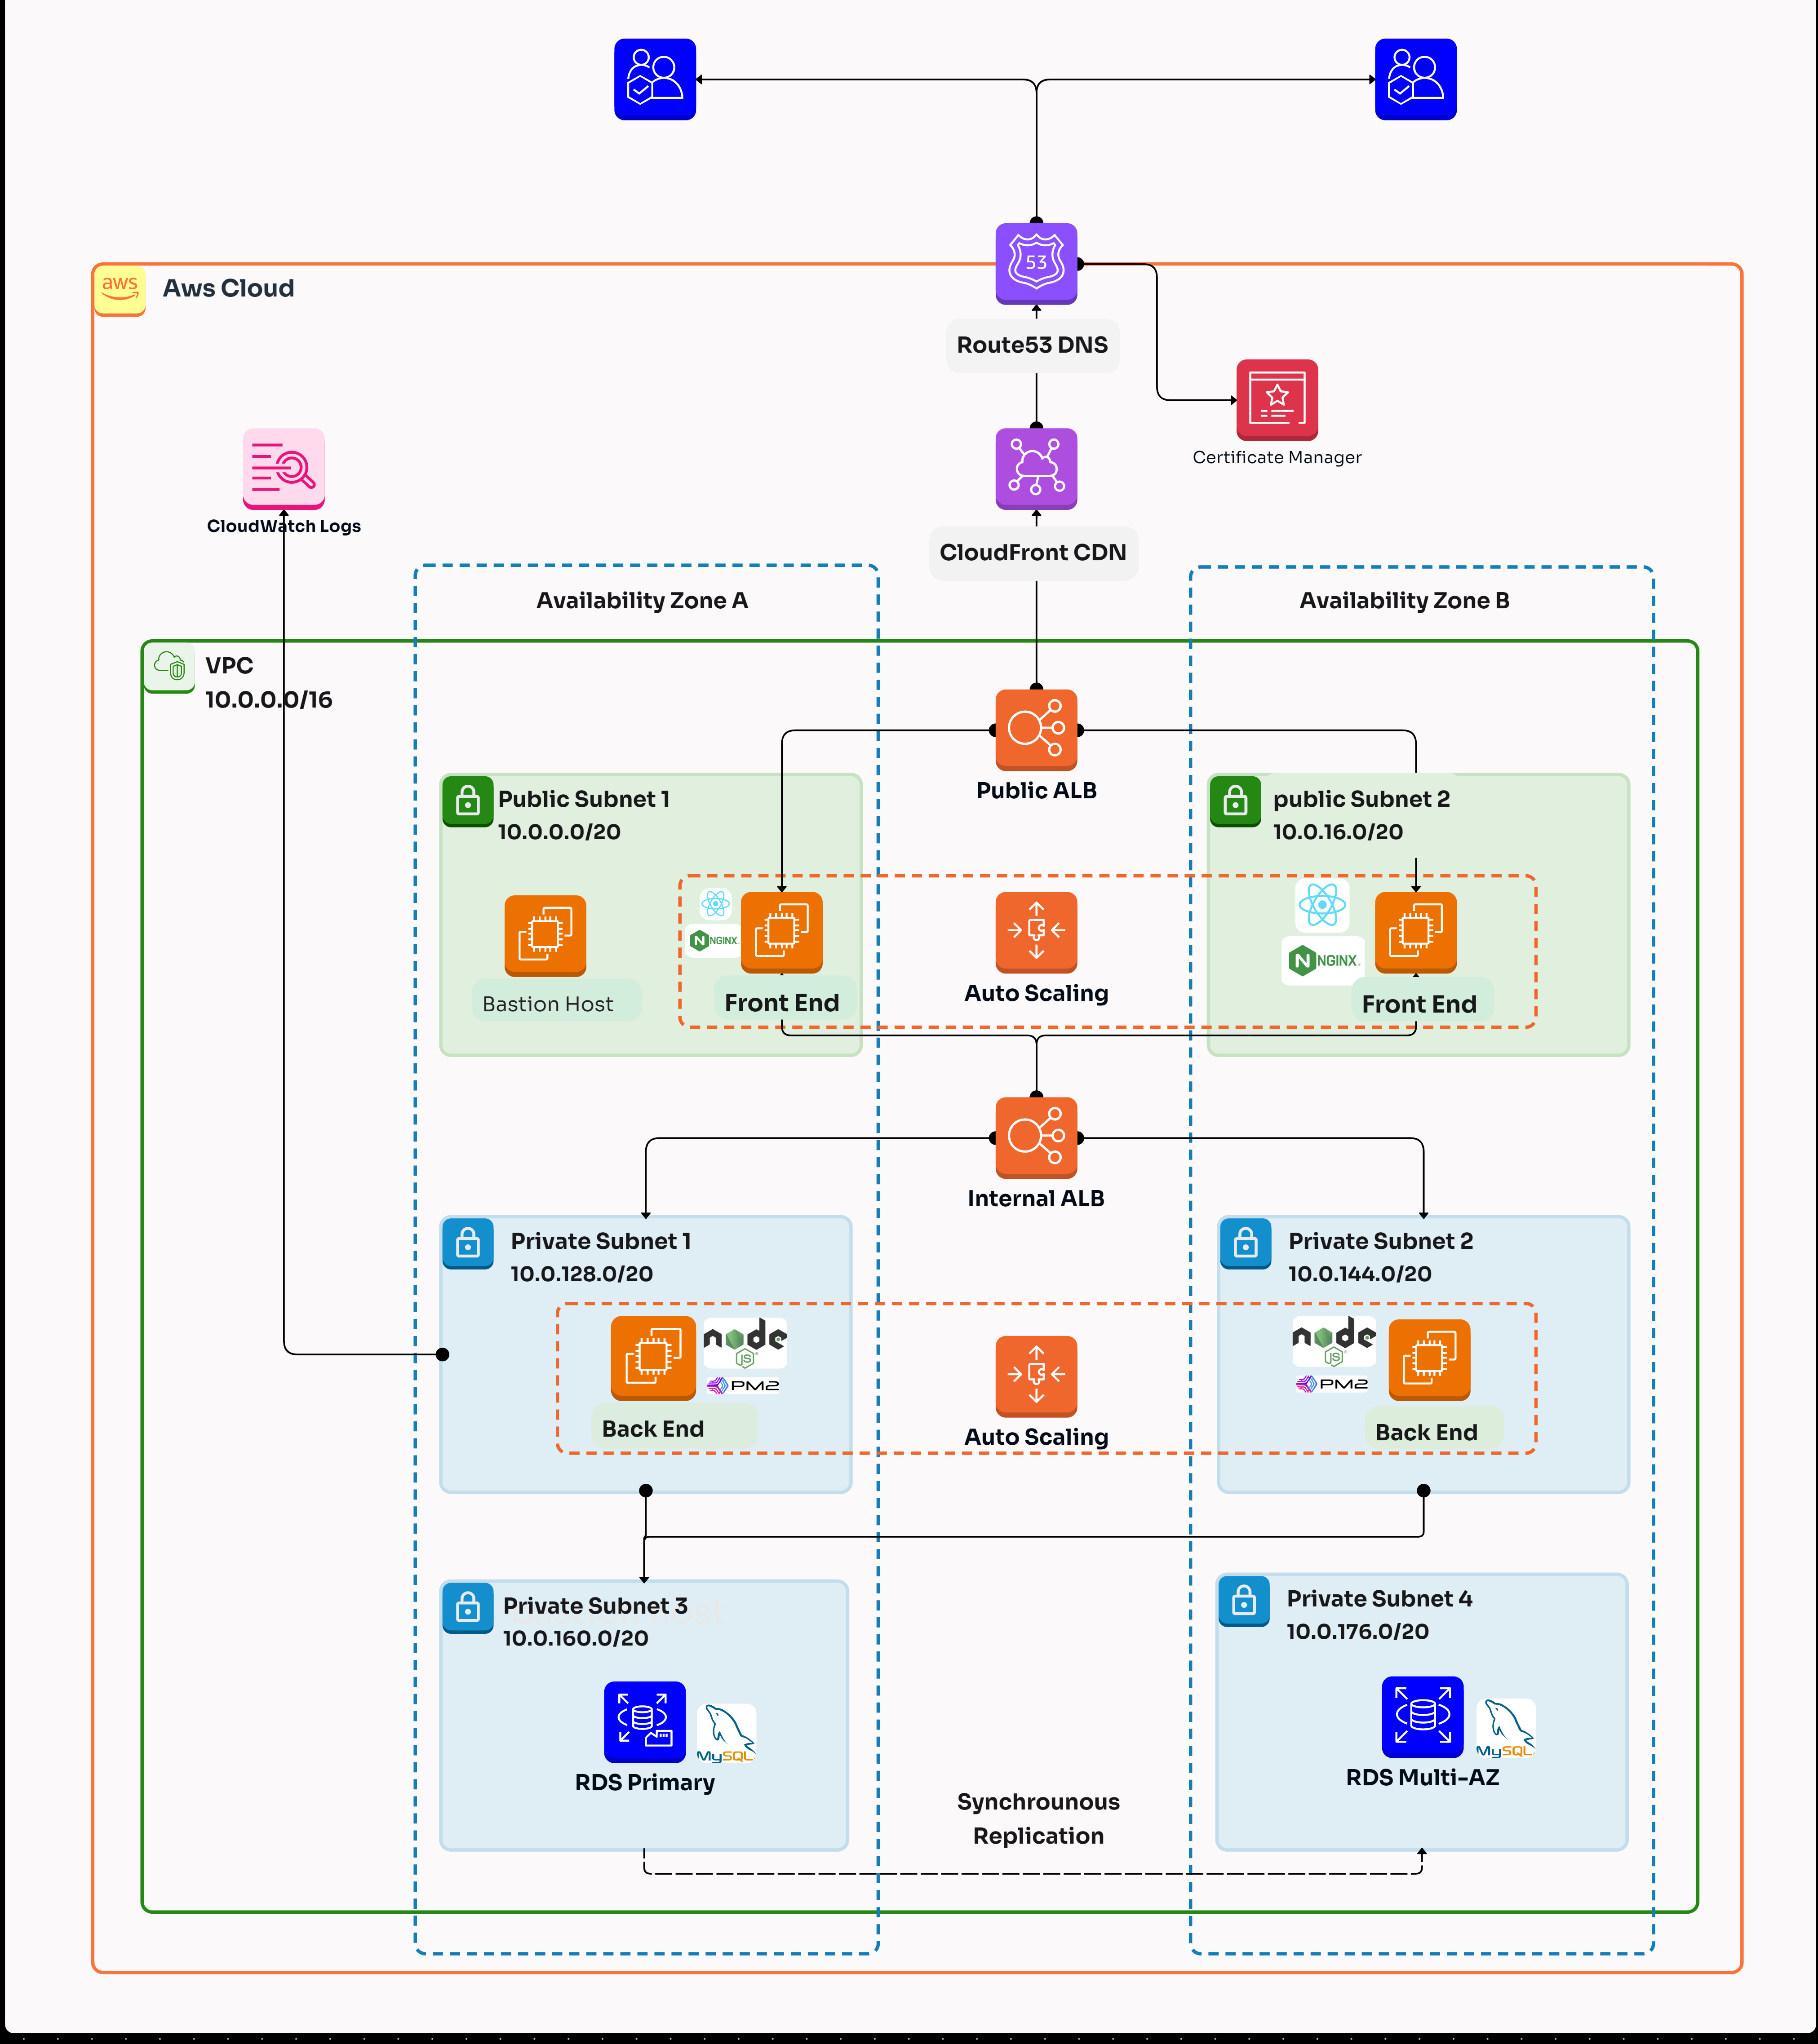 53
aws
Aws Cloud
Route53 DNS
Certificate Manager
CloudWatch Logs
CloudFront CDN
Availability Zone A
Availability Zone B
VPC
10.0.0.0/16
Public ALB
Public Subnet 1
10.0.0.0/20
public Subnet 2
10.0.16.0/20
NGINX
NGINX
Bastion Host
Front End
Auto Scaling
Front End
Internal ALB
Private Subnet 1
10.0.128.0/20
Private Subnet 2
10.0.144.0/20
node
JS
PM2
node
JS
PM2
Back End
Auto Scaling
Back End
Private Subnet 3
10.0.160.0/20
Private Subnet 4
10.0.176.0/20
MySQL
MySQL
RDS Primary
RDS Multi-AZ
Synchrounous
Replication